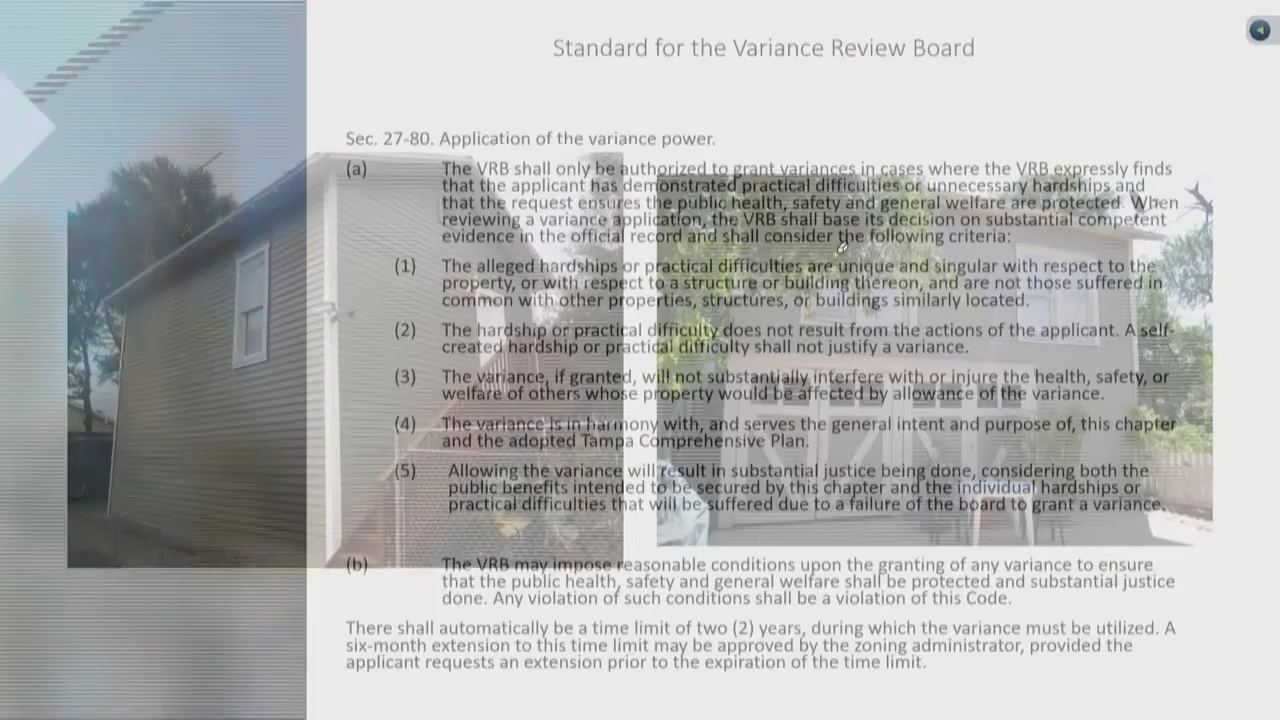 Standard for the Variance Review Board
Sec. 27-80. Application of the variance power.
(a) The VRB shall only be authorized to grant variances in cases where the VRB expressly finds
that the applicant has demonstrated practical difficulties or unnecessary hardships and
that the request ensures the public health, safety and general welfare are protected. When
reviewing a variance application, the VRB shall base its decision on substantial competent
evidence in the official record and shall consider the following criteria:
(1) The alleged hardships or practical difficulties are unique and singular with respect to the
property, or with respect to a structure or building thereon, and are not those suffered in
common with other properties, structures, or buildings similarly located.
(2) The hardship or practical difficulty does not result from the actions of the applicant. A self-
created hardship or practical difficulty shall not justify a variance.
(3) The variance, if granted, will not substantially interfere with or injure the health, safety, or
welfare of others whose property would be affected by allowance of the variance.
(4) The variance is in harmony with, and serves the general intent and purpose of, this chapter
and the adopted Tampa Comprehensive Plan.
(5) Allowing the variance will result in substantial justice being done, considering both the
public benefits intended to be secured by this chapter and the individual hardships or
practical difficulties that will be suffered due to a failure of the board to grant a variance.
(b) The VRB may impose reasonable conditions upon the granting of any variance to ensure
that the public health, safety and general welfare shall be protected and substantial justice
done. Any violation of such conditions shall be a violation of this Code.
There shall automatically be a time limit of two (2) years, during which the variance must be utilized. A
six-month extension to this time limit may be approved by the zoning administrator, provided the
applicant requests an extension prior to the expiration of the time limit.